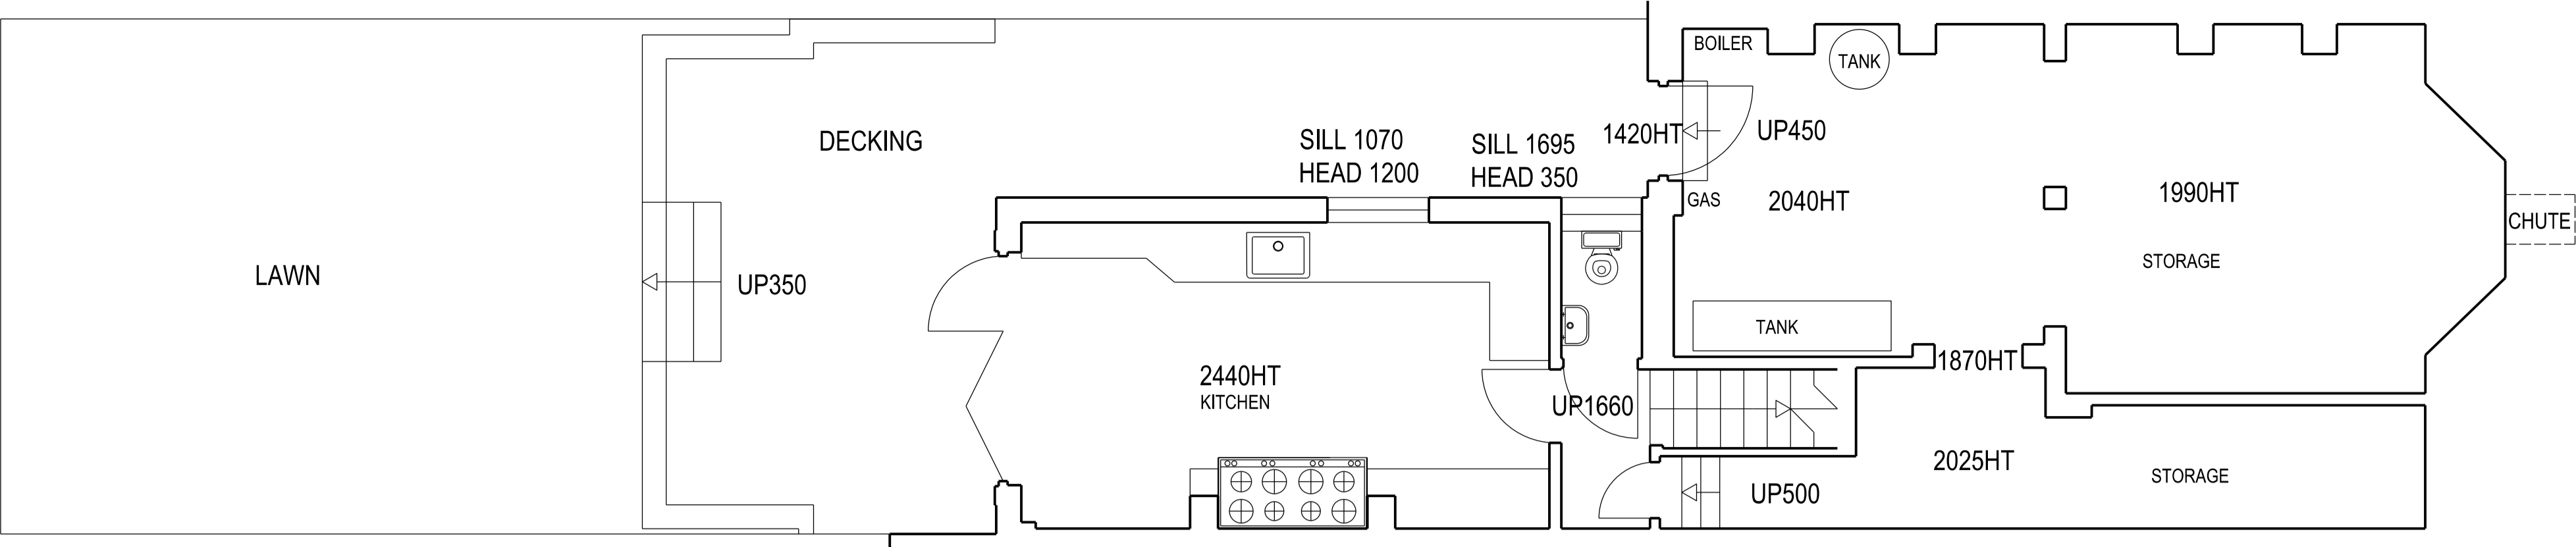 BOILER
TANK
DECKING
SILL 1070
HEAD 1200
SILL 1695
HEAD 350
1420HT
UP450
GAS
2040HT
1990HT
CHUTE
STORAGE
LAWN
UP350
TANK
1870HT
2440HT
KITCHEN
UP1660
2025HT
STORAGE
UP500